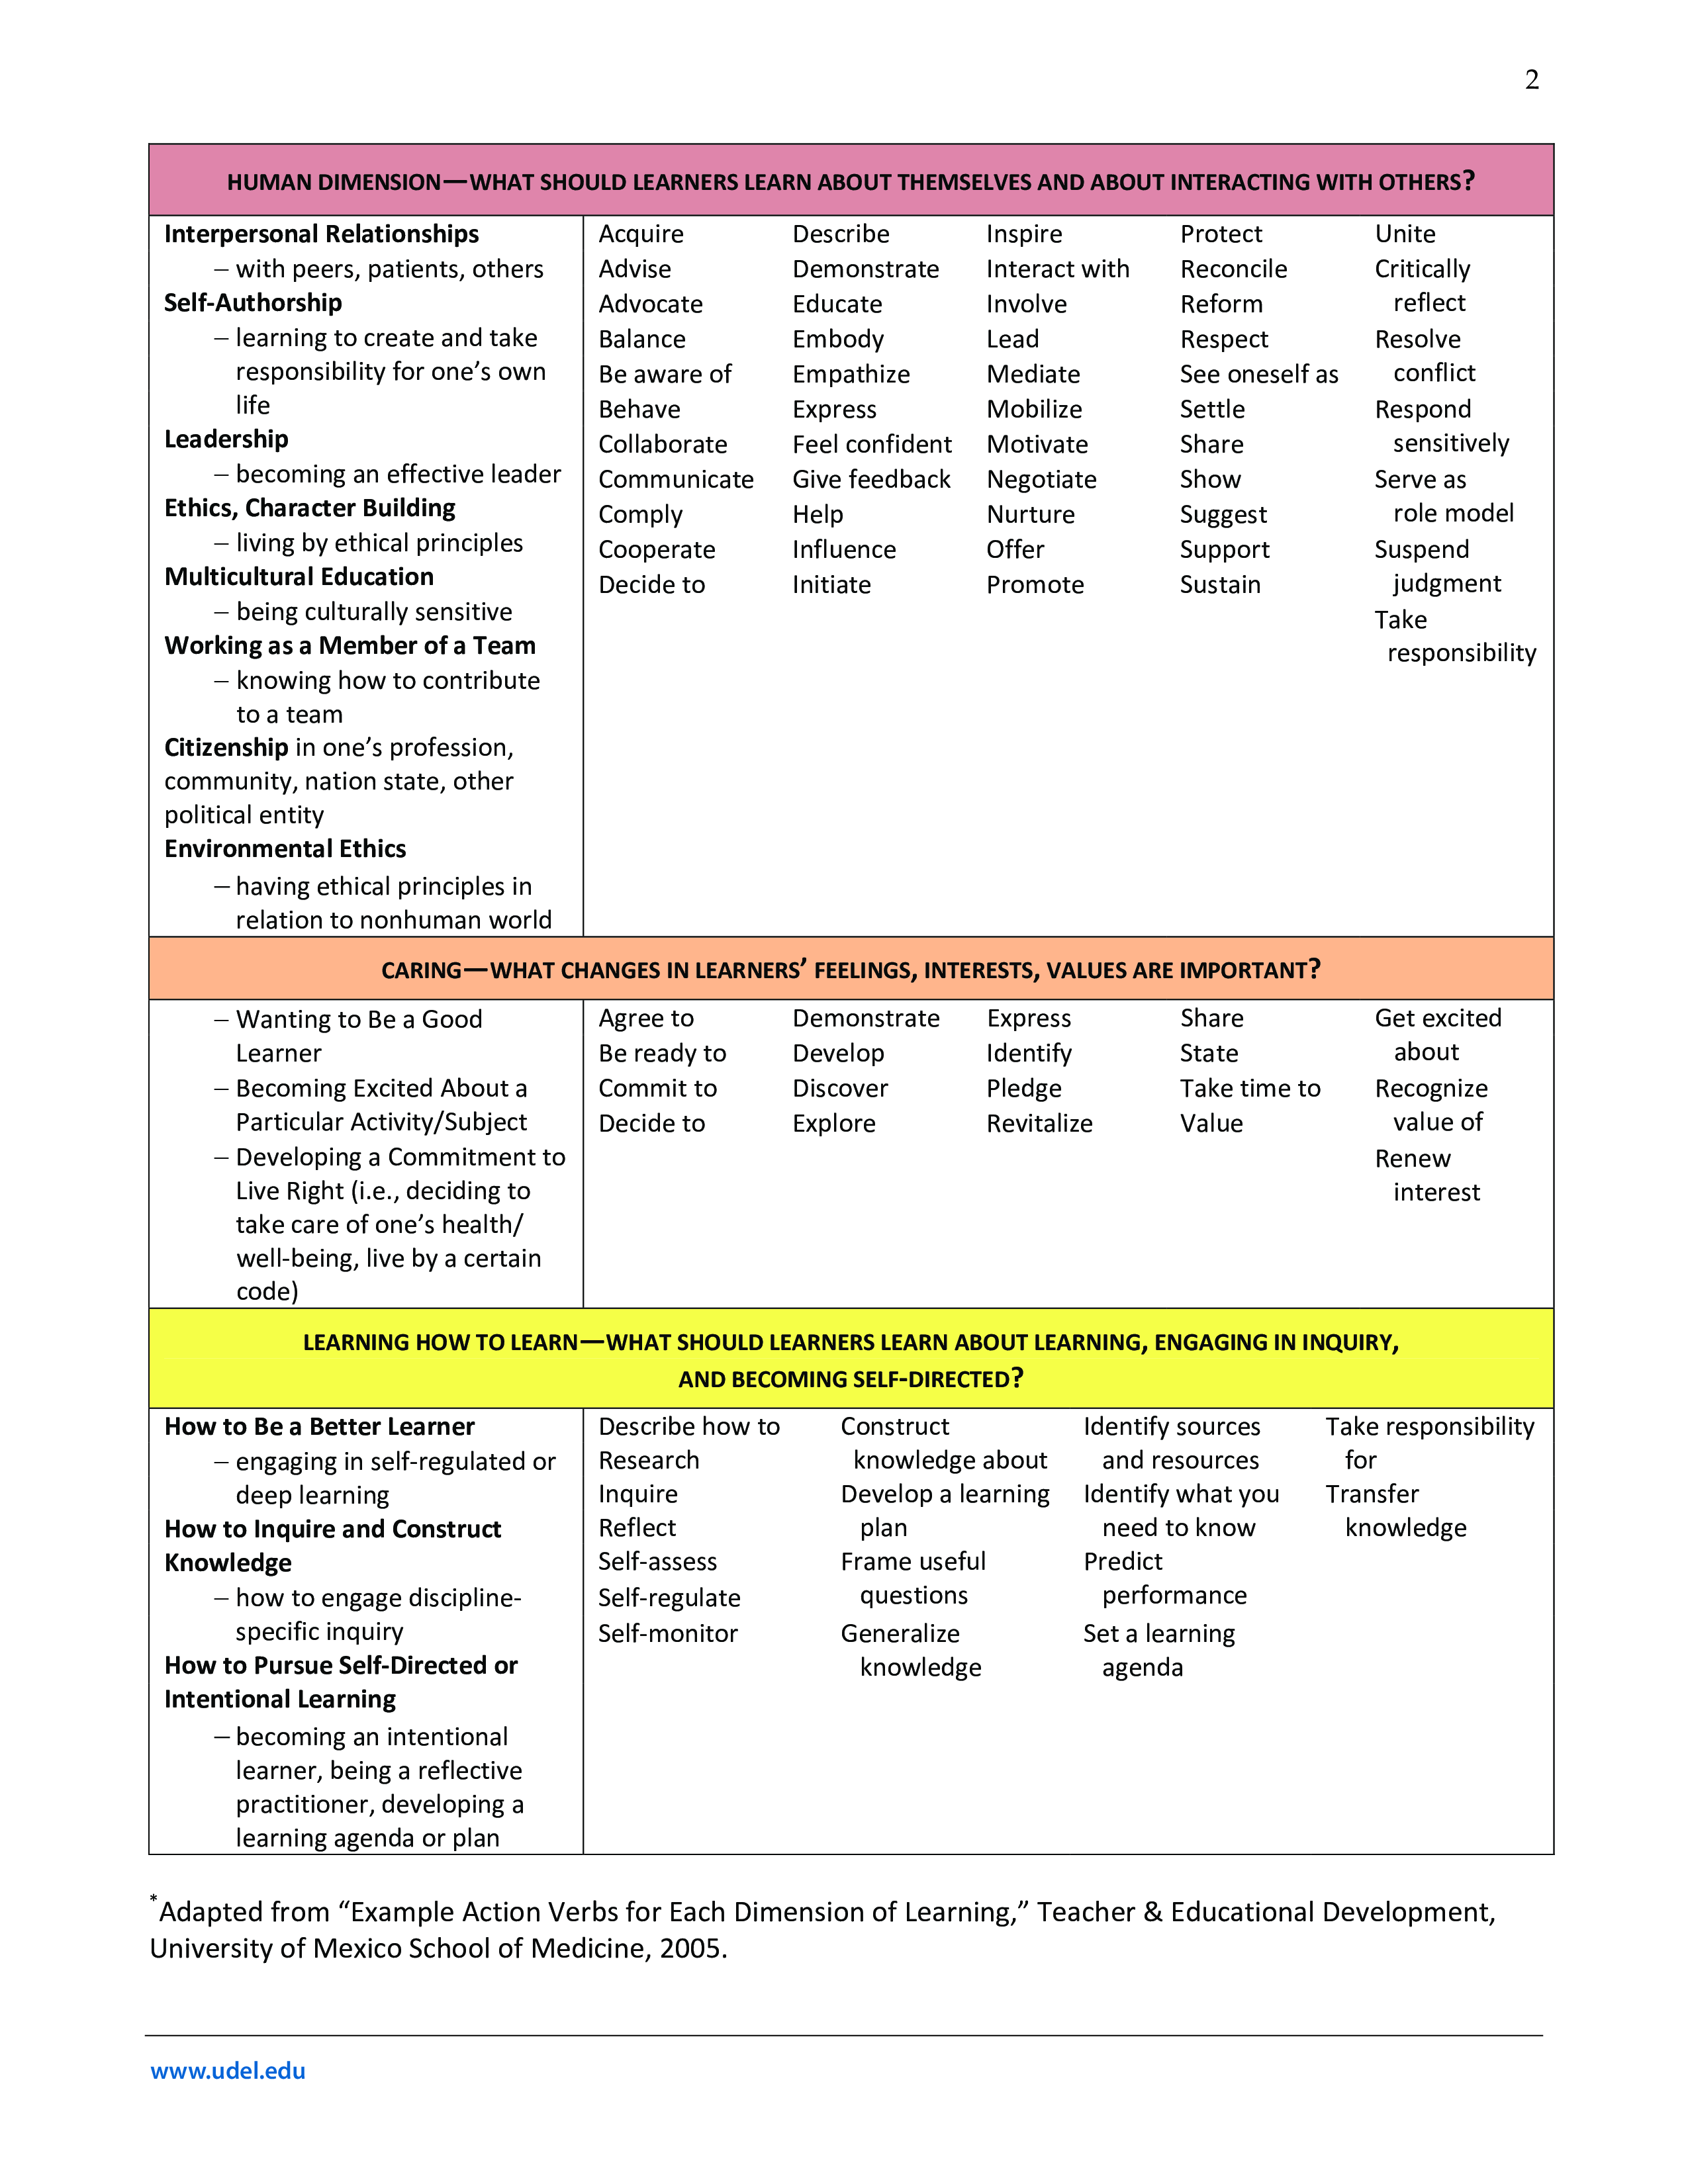 2
HUMAN DIMENSION—WHAT SHOULD LEARNERS LEARN ABOUT THEMSELVES AND ABOUT INTERACTING WITH OTHERS?
Interpersonal Relationships
– with peers, patients, others
Self-Authorship
– learning to create and take
responsibility for one’s own
life
Leadership
– becoming an effective leader
Ethics, Character Building
– living by ethical principles
Multicultural Education
– being culturally sensitive
Working as a Member of a Team
– knowing how to contribute
to a team
Citizenship in one’s profession,
community, nation state, other
political entity
Environmental Ethics
– having ethical principles in
relation to nonhuman world
Acquire
Advise
Advocate
Balance
Be aware of
Behave
Collaborate
Communicate
Comply
Cooperate
Decide to
Describe
Demonstrate
Educate
Embody
Empathize
Express
Feel confident
Give feedback
Help
Influence
Initiate
Inspire
Interact with
Involve
Lead
Mediate
Mobilize
Motivate
Negotiate
Nurture
Offer
Promote
Protect
Reconcile
Reform
Respect
See oneself as
Settle
Share
Show
Suggest
Support
Sustain
Unite
Critically
reflect
Resolve
conflict
Respond
sensitively
Serve as
role model
Suspend
judgment
Take
responsibility
CARING—WHAT CHANGES IN LEARNERS’ FEELINGS, INTERESTS, VALUES ARE IMPORTANT?
– Wanting to Be a Good
Learner
– Becoming Excited About a
Particular Activity/Subject
– Developing a Commitment to
Live Right (i.e., deciding to
take care of one’s health/
well-being, live by a certain
code)
Agree to
Be ready to
Commit to
Decide to
Demonstrate
Develop
Discover
Explore
Express
Identify
Pledge
Revitalize
Share
State
Take time to
Value
Get excited
about
Recognize
value of
Renew
interest
LEARNING HOW TO LEARN—WHAT SHOULD LEARNERS LEARN ABOUT LEARNING, ENGAGING IN INQUIRY,
AND BECOMING SELF-DIRECTED?
How to Be a Better Learner
– engaging in self-regulated or
deep learning
How to Inquire and Construct
Knowledge
– how to engage discipline-
specific inquiry
How to Pursue Self-Directed or
Intentional Learning
– becoming an intentional
learner, being a reflective
practitioner, developing a
learning agenda or plan
Describe how to
Research
Inquire
Reflect
Self-assess
Self-regulate
Self-monitor
Construct
knowledge about
Develop a learning
plan
Frame useful
questions
Generalize
knowledge
Identify sources
and resources
Identify what you
need to know
Predict
performance
Set a learning
agenda
Take responsibility
for
Transfer
knowledge
*Adapted from “Example Action Verbs for Each Dimension of Learning,” Teacher & Educational Development,
University of Mexico School of Medicine, 2005.
www.udel.edu